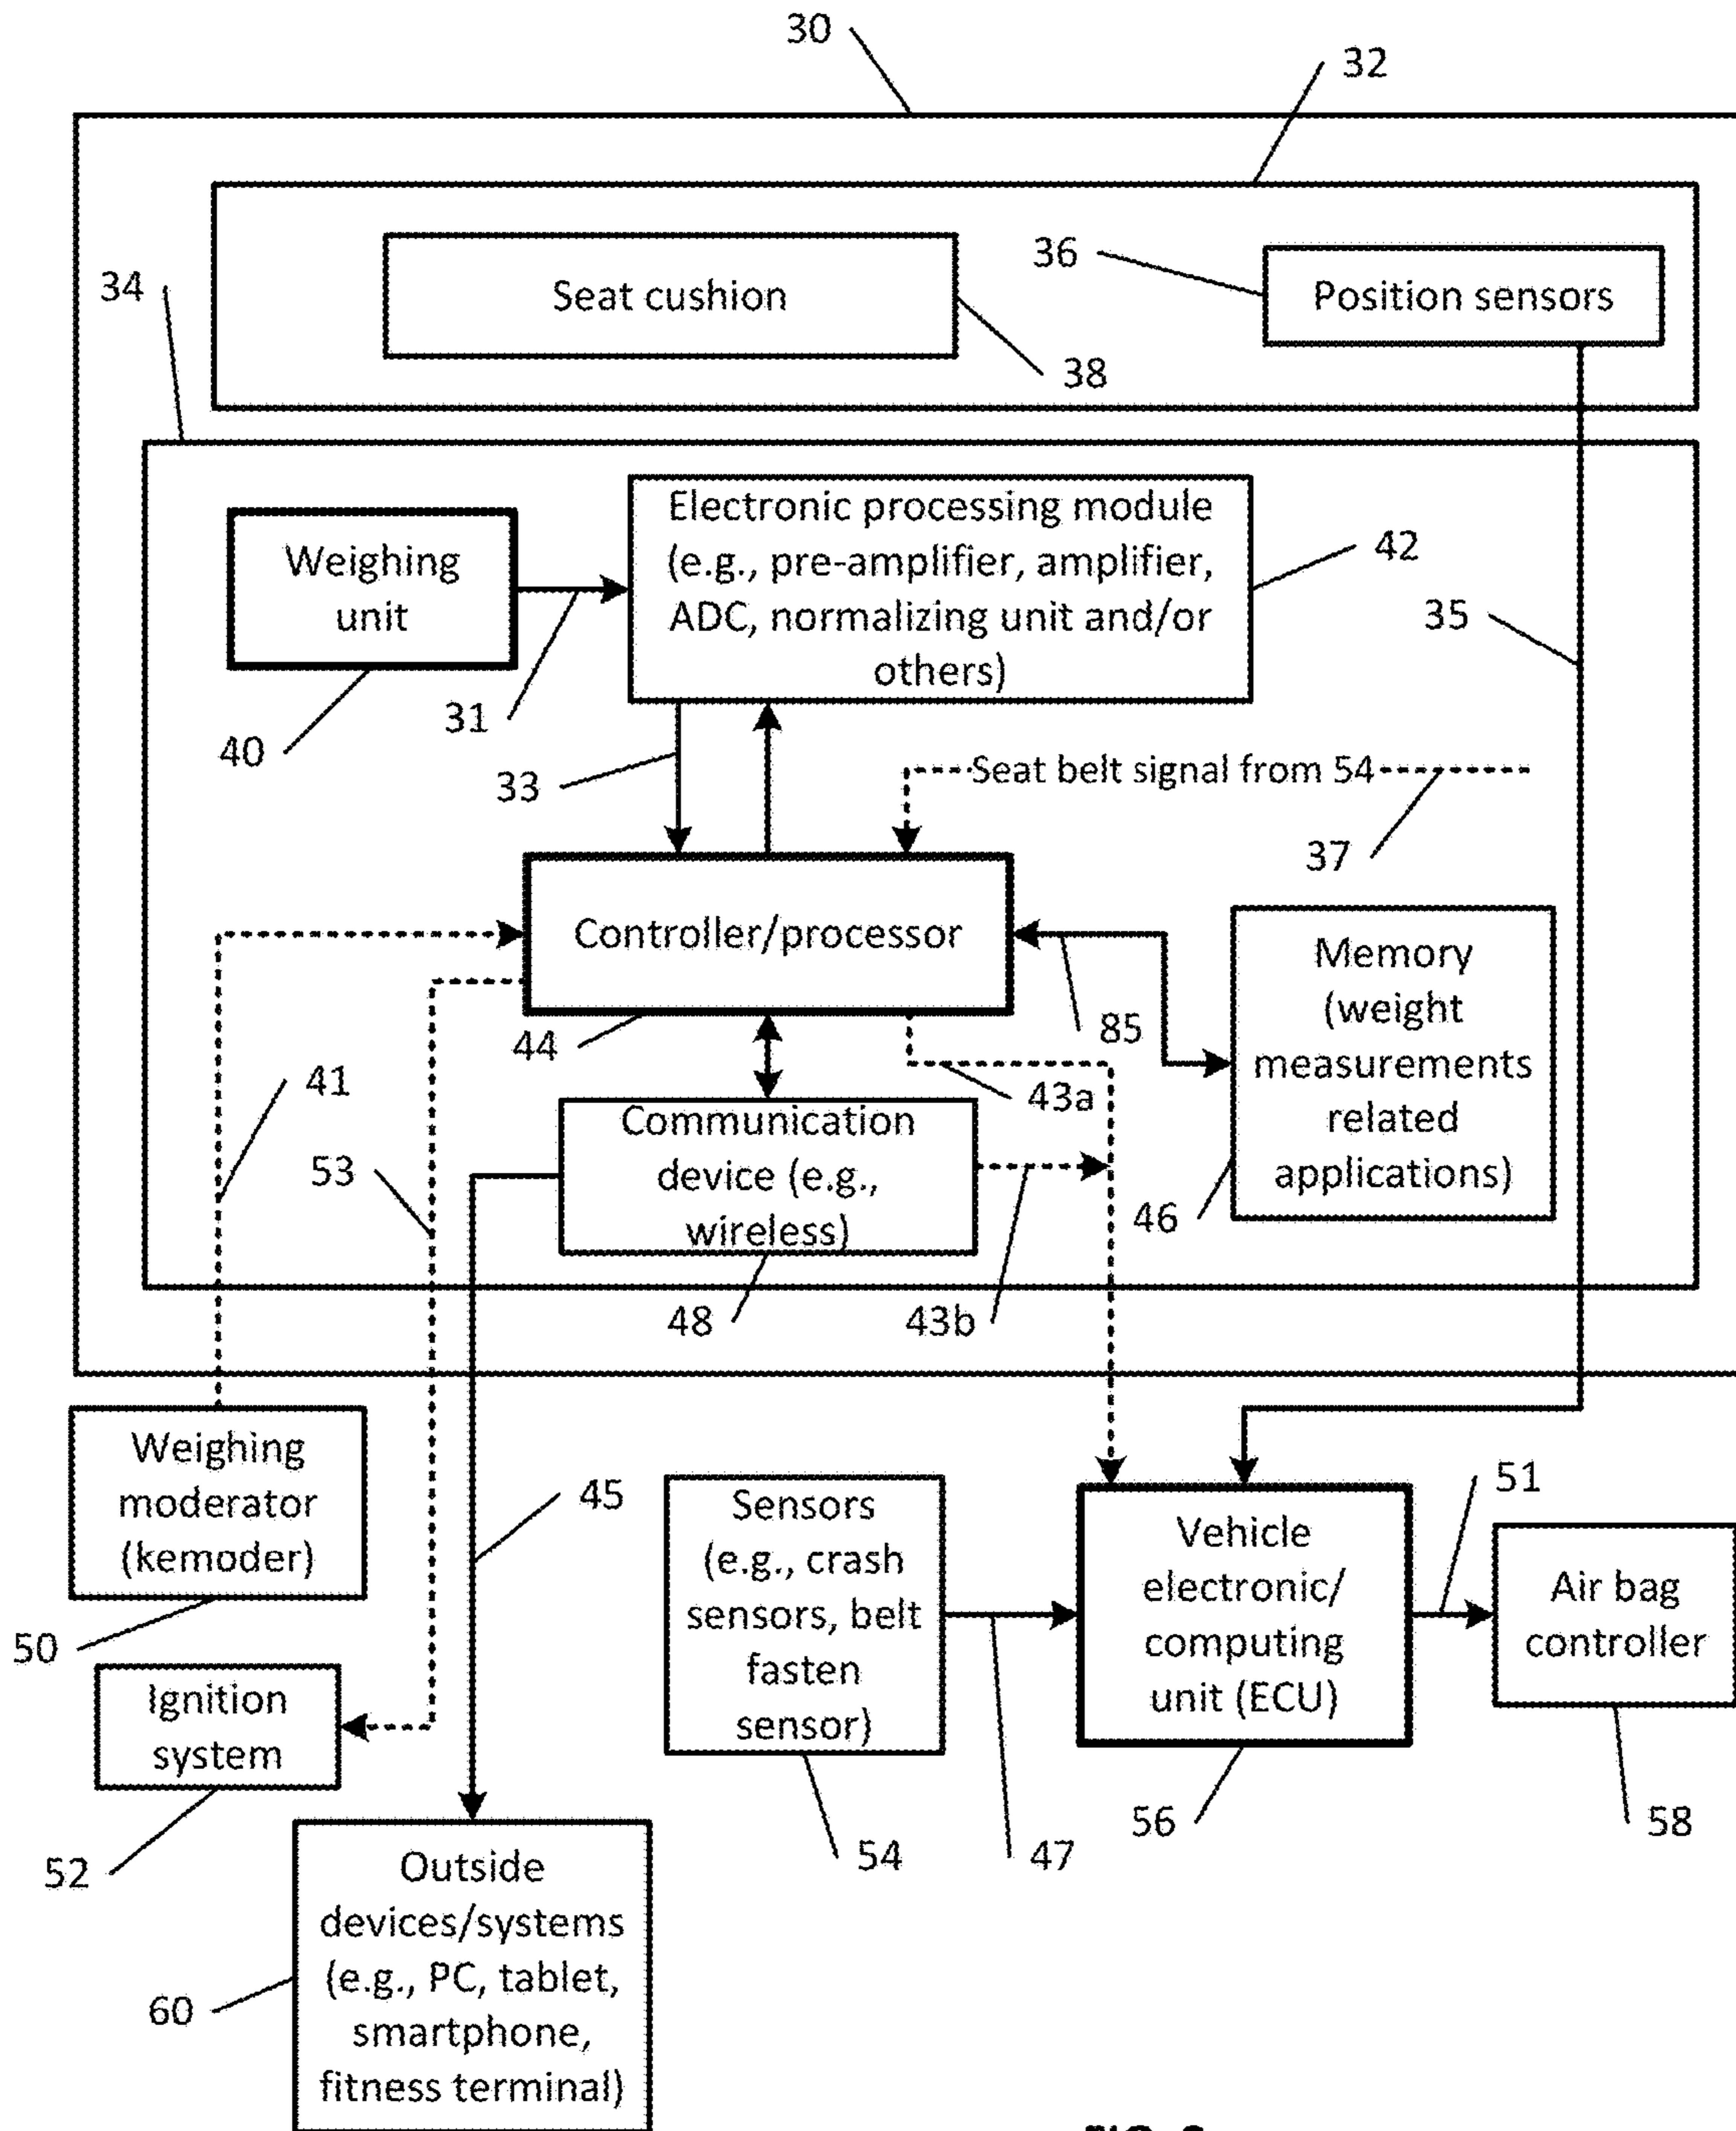 30
32
34
Seat cushion
36
Position sensors
38
Weighing
unit
Electronic processing module
(e.g., pre-amplifier, amplifier,
ADC, normalizing unit and/or
others)
42
35
31
40
33
Seat belt signal from 54
37
Controller/processor
Memory
(weight
measurements
related
applications)
44
85
41
43a
Communication
device (e.g.,
wireless)
53
46
48
43b
Weighing
moderator
(kemoder)
45
Sensors
(e.g., crash
sensors, belt
fasten
sensor)
Vehicle
electronic/
computing
unit (ECU)
51
Air bag
controller
50
Ignition
system
52
54
47
56
58
Outside
devices/systems
(e.g., PC, tablet,
smartphone,
fitness terminal)
60